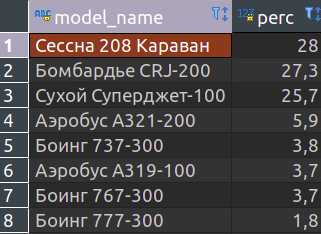 ABC model_name 123 perc
1 Сессна 208 Караван 28
2 Бомбардье CRJ-200 27,3
3 Сухой Суперджет-100 25,7
4 Аэробус A321-200 5,9
5 Боинг 737-300 3,8
6 Аэробус A319-100 3,7
7 Боинг 767-300 3,7
8 Боинг 777-300 1,8